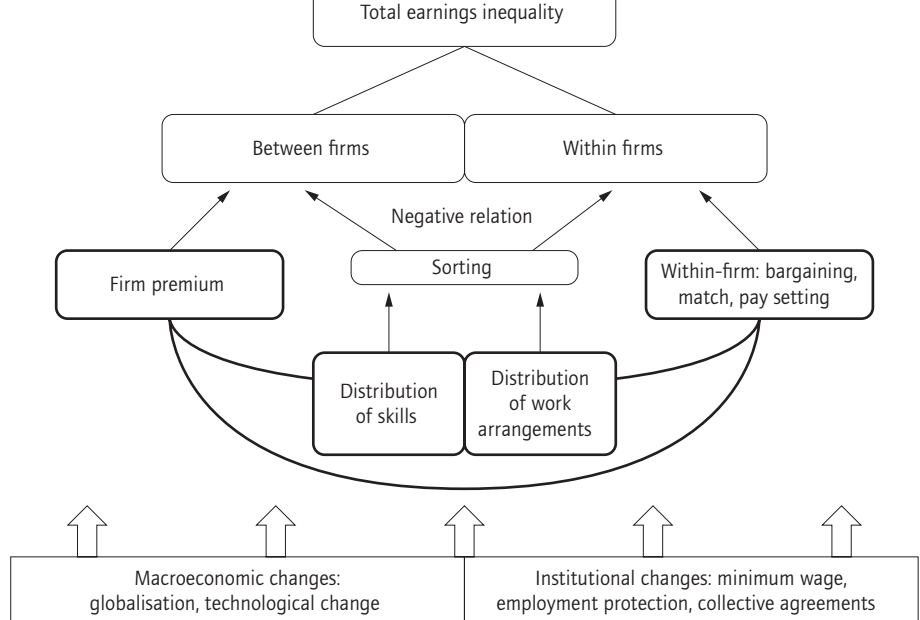 Total earnings inequality
Between firms
Within firms
Negative relation
Firm premium
Sorting
Within-firm: bargaining,
match, pay setting
Distribution
of skills
Distribution
of work
arrangements
Macroeconomic changes:
globalisation, technological change
Institutional changes: minimum wage,
employment protection, collective agreements